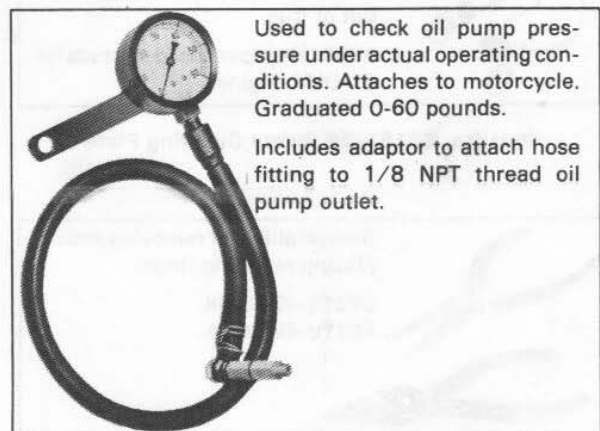 Used to check oil pump pres-
sure under actual operating con-
ditions. Attaches to motorcycle.
Graduated 0-60 pounds.
Includes adaptor to attach hose
fitting to 1/8 NPT thread oil
pump outlet.